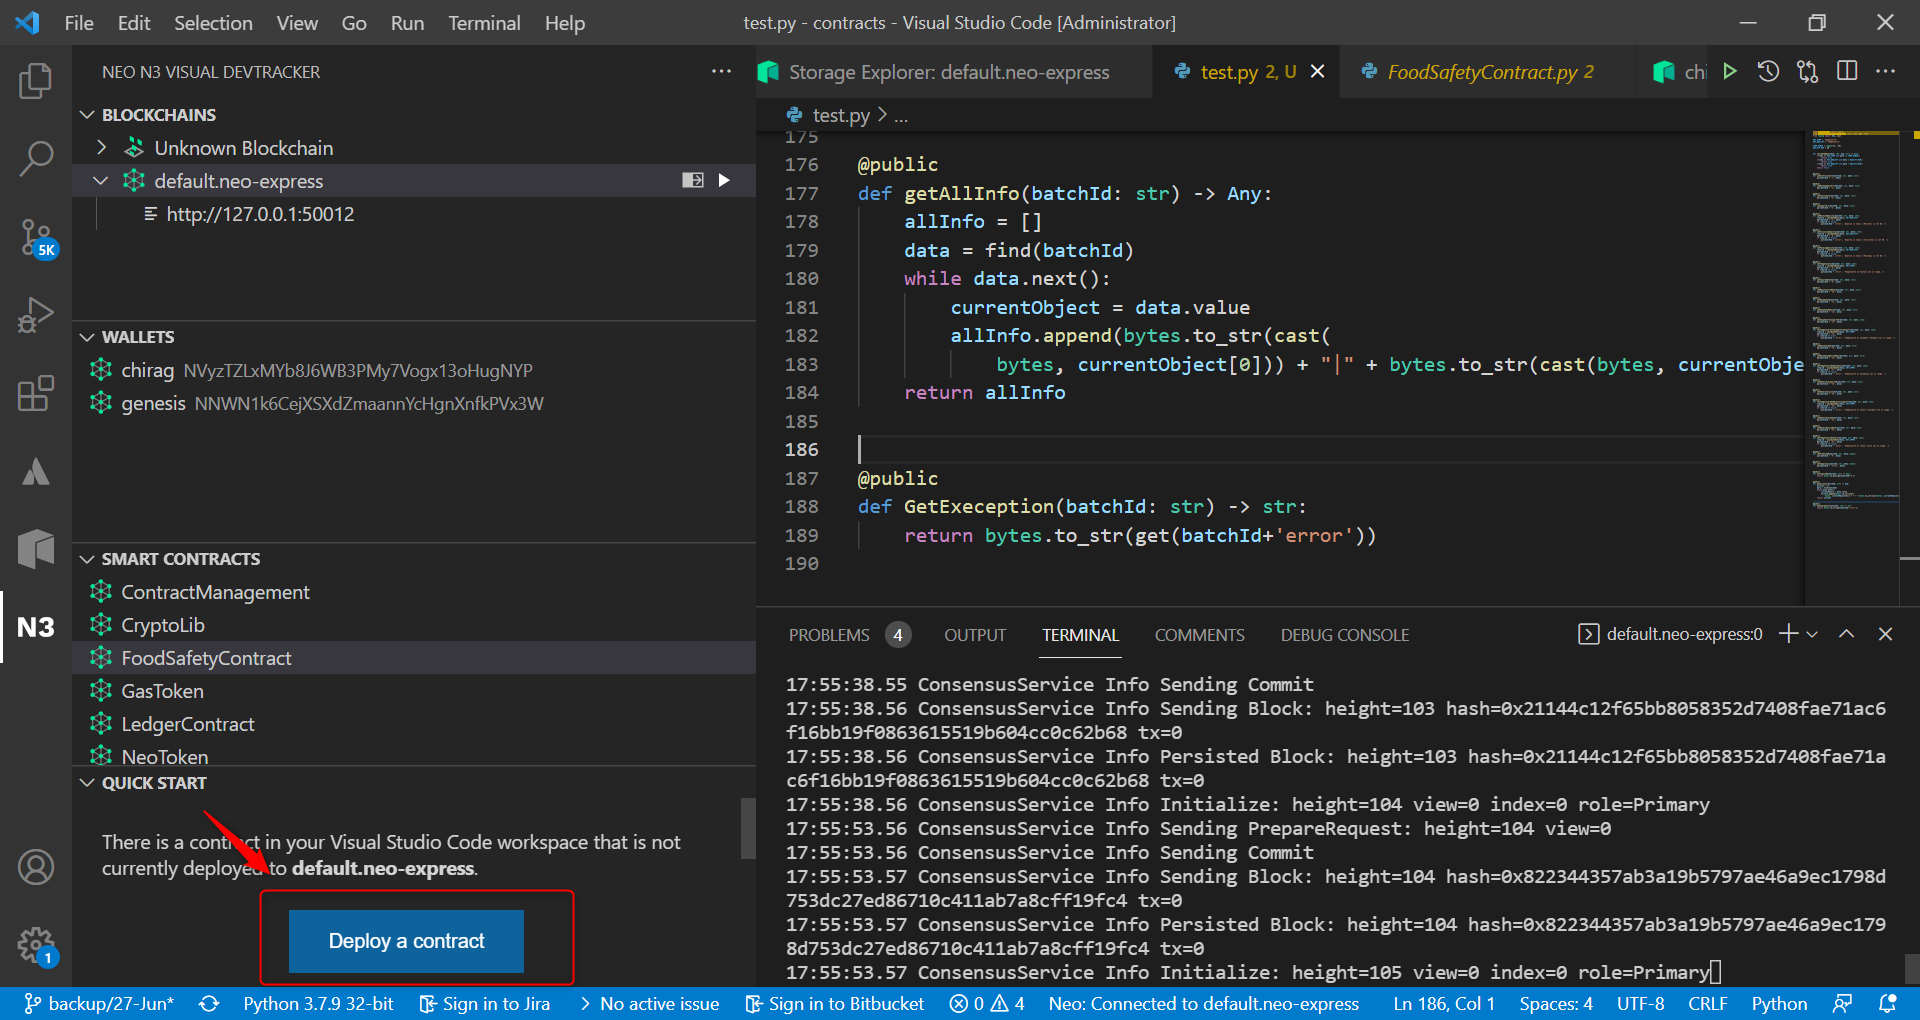 File Edit Selection View Go Run Terminal Help
test.py - contracts - Visual Studio Code [Administrator]
NEO N3 VISUAL DEVTRACKER
BLOCKCHAINS
Unknown Blockchain
default.neo-express
http://127.0.0.1:50012
5K
WALLETS
chirag NVyzTZLxMYb8J6WB3PMy7Vogx13oHugNYP
genesis NNWN1k6CejXSXdZmaannYcHgnXnfkPVx3W
SMART CONTRACTS
ContractManagement
CryptoLib
FoodSafetyContract
GasToken
LedgerContract
NeoToken
N3
QUICK START
There is a contract in your Visual Studio Code workspace that is not
currently deployed to default.neo-express.
Deploy a contract
1
Storage Explorer: default.neo-express
test.py 2, U
FoodSafetyContract.py 2
chi
test.py > ...
175
176 @public
177 def getAllInfo(batchId: str) -> Any:
178 allInfo = []
179 data = find(batchId)
180 while data.next():
181 currentObject = data.value
182 allInfo.append(bytes.to_str(cast(
183 bytes, currentObject[0])) + "|" + bytes.to_str(cast(bytes, currentObje
184 return allInfo
185
186
187 @public
188 def GetExeception(batchId: str) -> str:
189 return bytes.to_str(get(batchId+'error'))
190
PROBLEMS 4 OUTPUT TERMINAL COMMENTS DEBUG CONSOLE
default.neo-express:0
17:55:38.55 ConsensusService Info Sending Commit
17:55:38.56 ConsensusService Info Sending Block: height=103 hash=0x21144c12f65bb8058352d7408fae71ac6
f16bb19f0863615519b604cc0c62b68 tx=0
17:55:38.56 ConsensusService Info Persisted Block: height=103 hash=0x21144c12f65bb8058352d7408fae71a
c6f16bb19f0863615519b604cc0c62b68 tx=0
17:55:38.56 ConsensusService Info Initialize: height=104 view=0 index=0 role=Primary
17:55:53.56 ConsensusService Info Sending PrepareRequest: height=104 view=0
17:55:53.56 ConsensusService Info Sending Commit
17:55:53.57 ConsensusService Info Sending Block: height=104 hash=0x822344357ab3a19b5797ae46a9ec1798d
753dc27ed86710c411ab7a8cff19fc4 tx=0
17:55:53.57 ConsensusService Info Persisted Block: height=104 hash=0x822344357ab3a19b5797ae46a9ec179
8d753dc27ed86710c411ab7a8cff19fc4 tx=0
17:55:53.57 ConsensusService Info Initialize: height=105 view=0 index=0 role=Primary
backup/27-Jun* Python 3.7.9 32-bit Sign in to Jira No active issue Sign in to Bitbucket 0 4 Neo: Connected to default.neo-express Ln 186, Col 1 Spaces: 4 UTF-8 CRLF Python